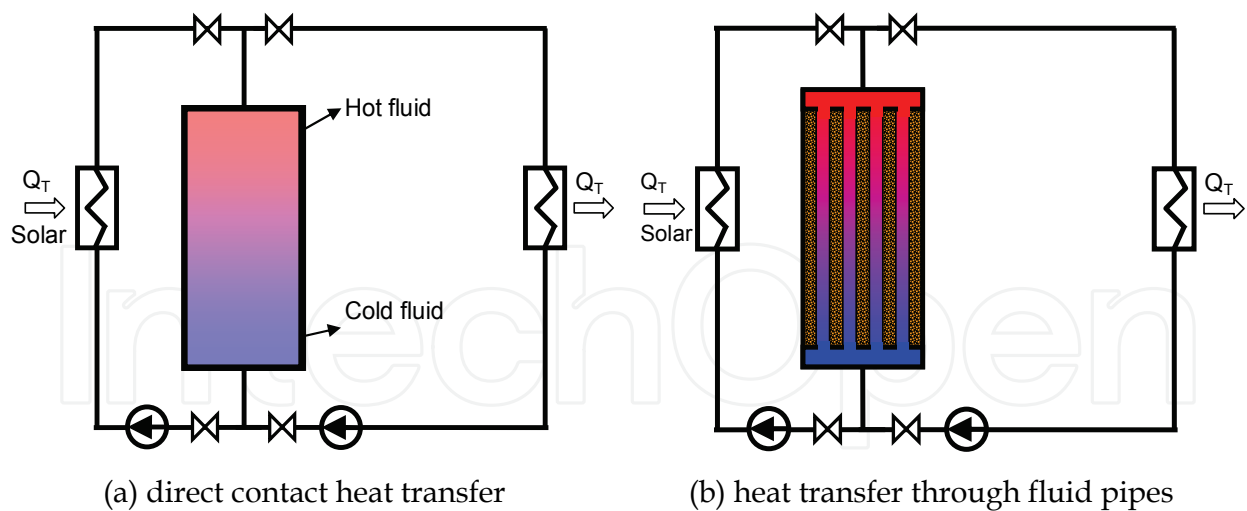 Hot fluid
Q_T
Solar
Q_T
Cold fluid
(a) direct contact heat transfer
Q_T
Solar
Q_T
(b) heat transfer through fluid pipes
IntechOpen